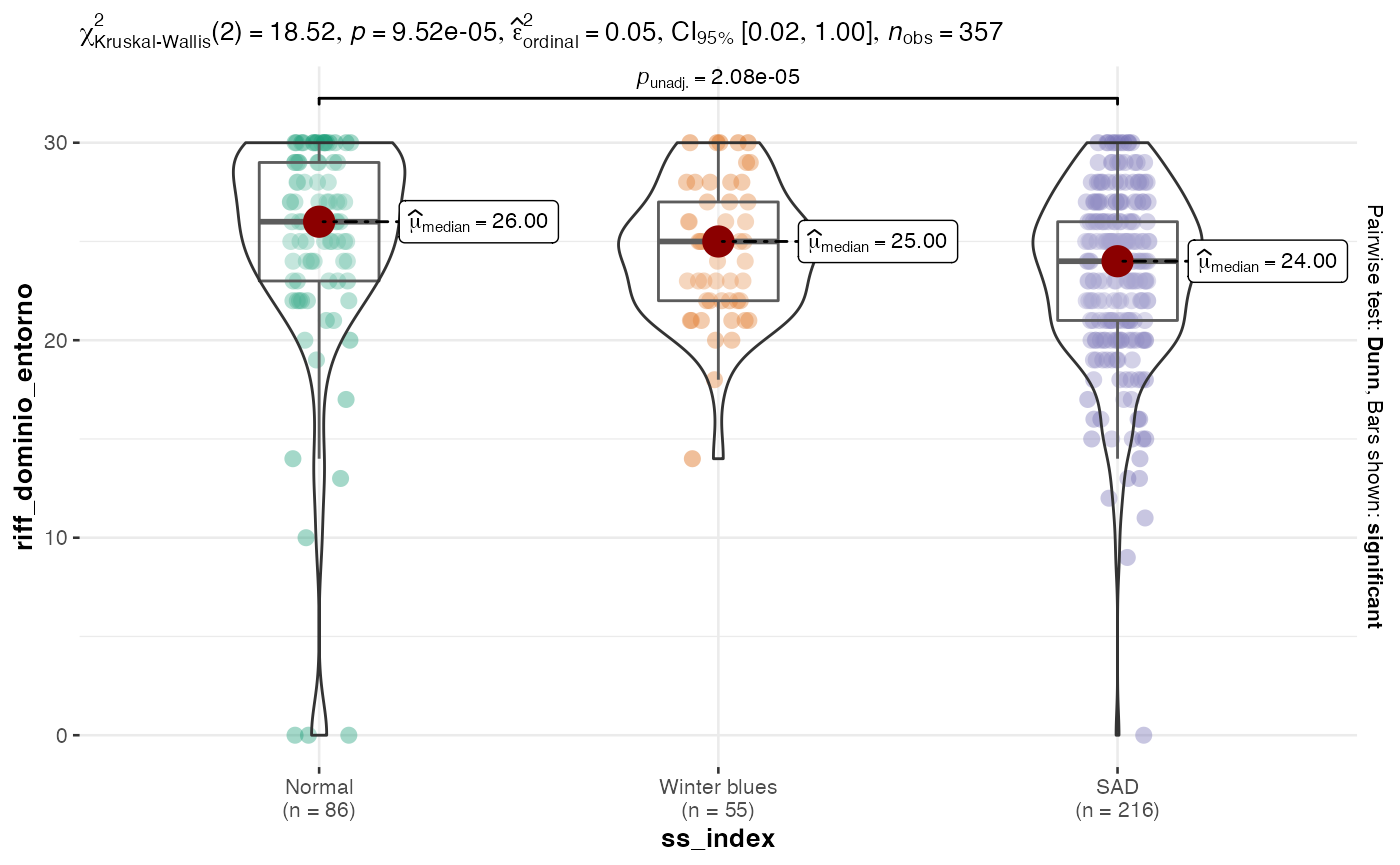 χ²Kruskal-Wallis(2) = 18.52, p = 9.52e-05, ε̂²ordinal = 0.05, CI95% [0.02, 1.00], nobs = 357
punadj. = 2.08e-05
riff_dominio_entorno
30
20
10
0
μ̂median = 26.00
μ̂median = 25.00
μ̂median = 24.00
Pairwise test: Dunn, Bars shown: significant
Normal
(n = 86)
Winter blues
(n = 55)
SAD
(n = 216)
ss_index